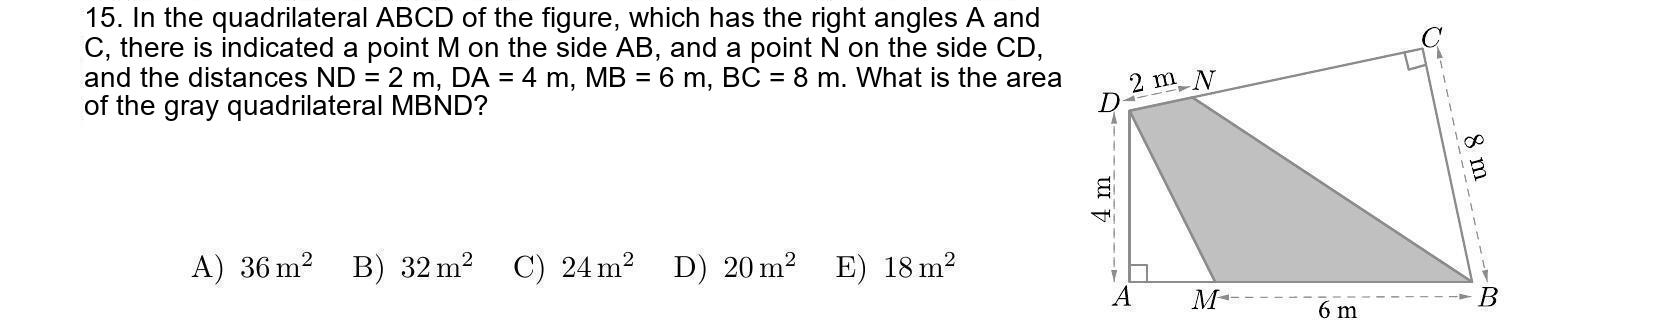 15. In the quadrilateral ABCD of the figure, which has the right angles A and
C, there is indicated a point M on the side AB, and a point N on the side CD,
and the distances ND = 2 m, DA = 4 m, MB = 6 m, BC = 8 m. What is the area
of the gray quadrilateral MBND?
A) 36 m² B) 32 m² C) 24 m² D) 20 m² E) 18 m²
C
2 m N
D
8 m
4 m
A M B
6 m